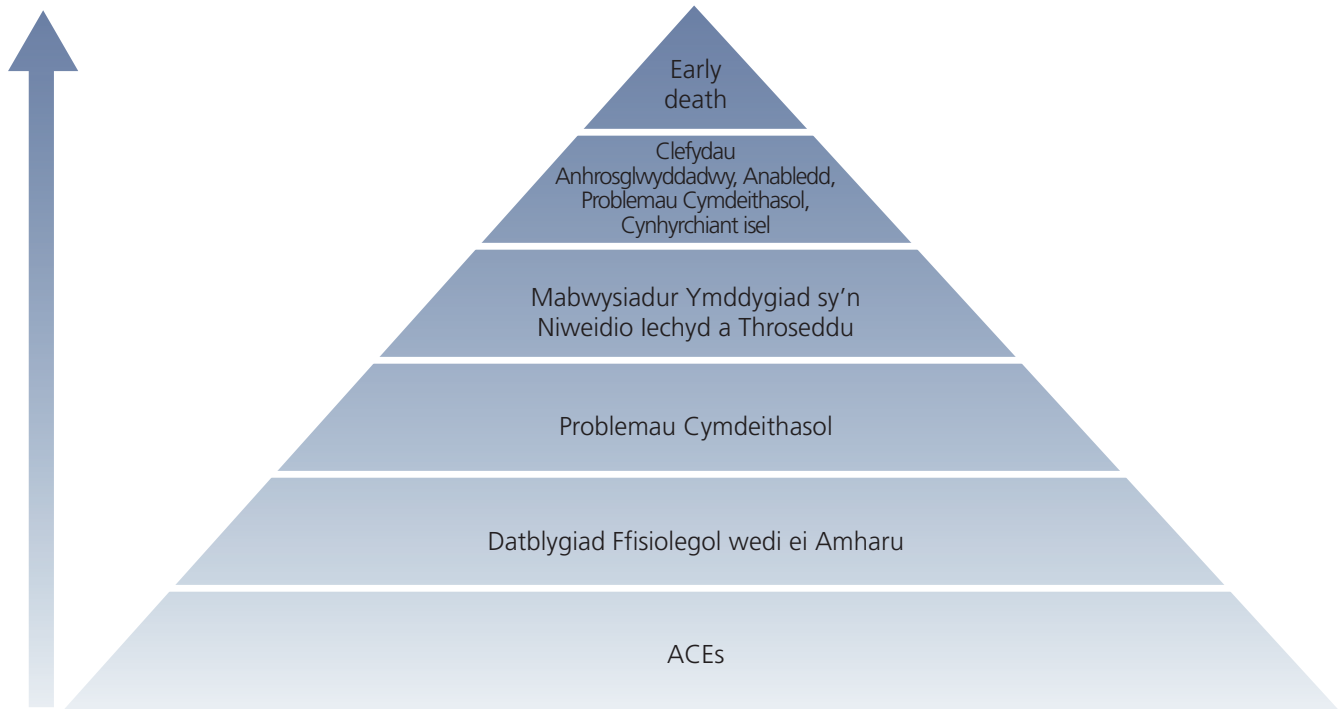 Early
death
Clefydau
Anhrosglwyddadwy, Anabledd,
Problemau Cymdeithasol,
Cynhyrchiant isel
Mabwysiadur Ymddygiad sy’n
Niweidio Iechyd a Throseddu
Problemau Cymdeithasol
Datblygiad Ffisiolegol wedi ei Amharu
ACEs